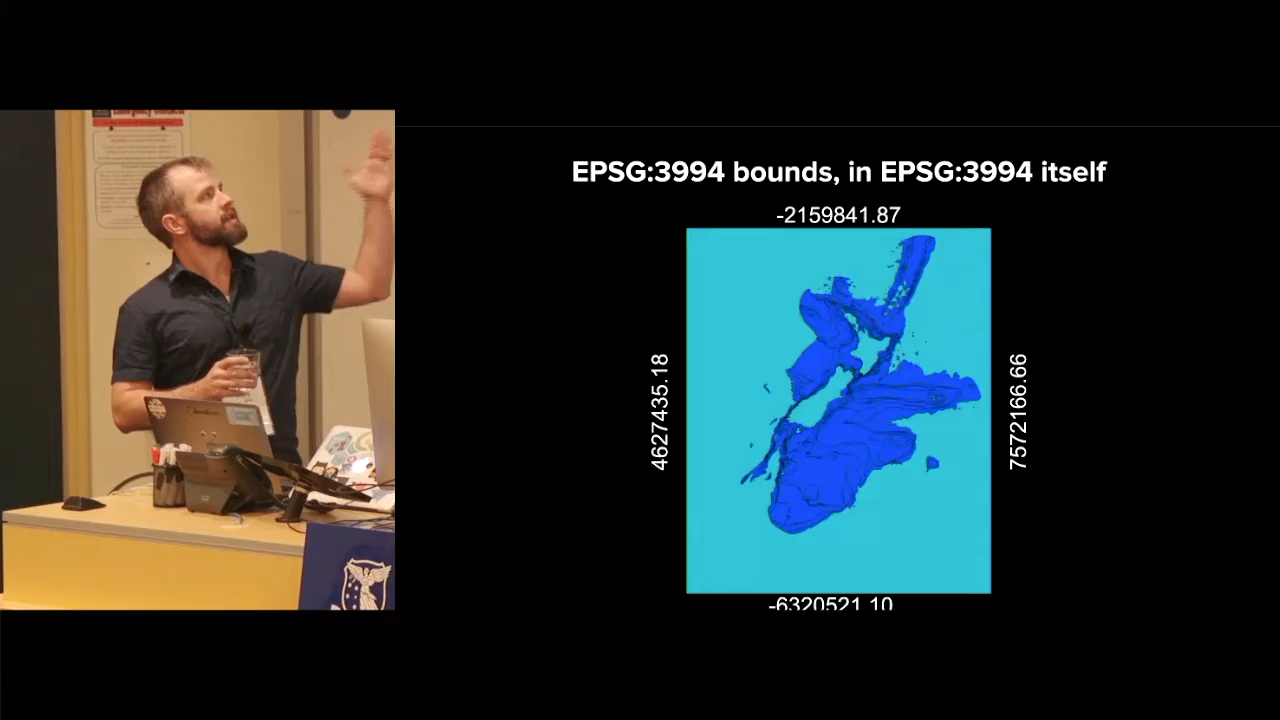 EPSG:3994 bounds, in EPSG:3994 itself
-2159841.87
4627435.18
7572166.66
-6320521.10